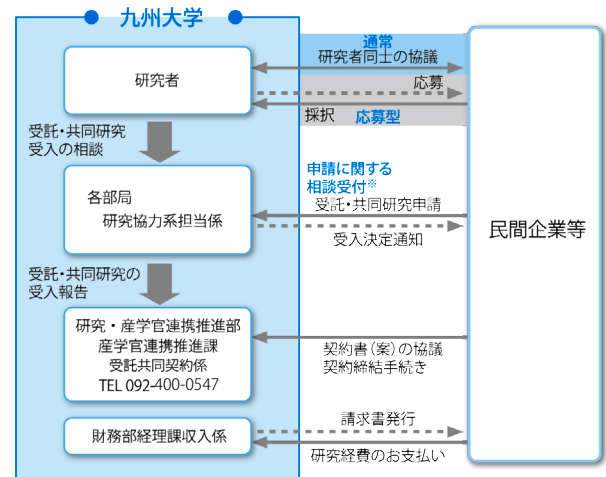 九州大学
通常
研究者同士の協議
研究者
応募
採択 応募型
受託・共同研究
受入の相談
申請に関する
相談受付※
各部局
研究協力系担当係
受託・共同研究申請
受入決定通知
民間企業等
受託・共同研究の
受入報告
研究・産学官連携推進部
産学官連携推進課
受託共同契約係
TEL 092-400-0547
契約書(案)の協議
契約締結手続き
財務部経理課収入係
請求書発行
研究経費のお支払い